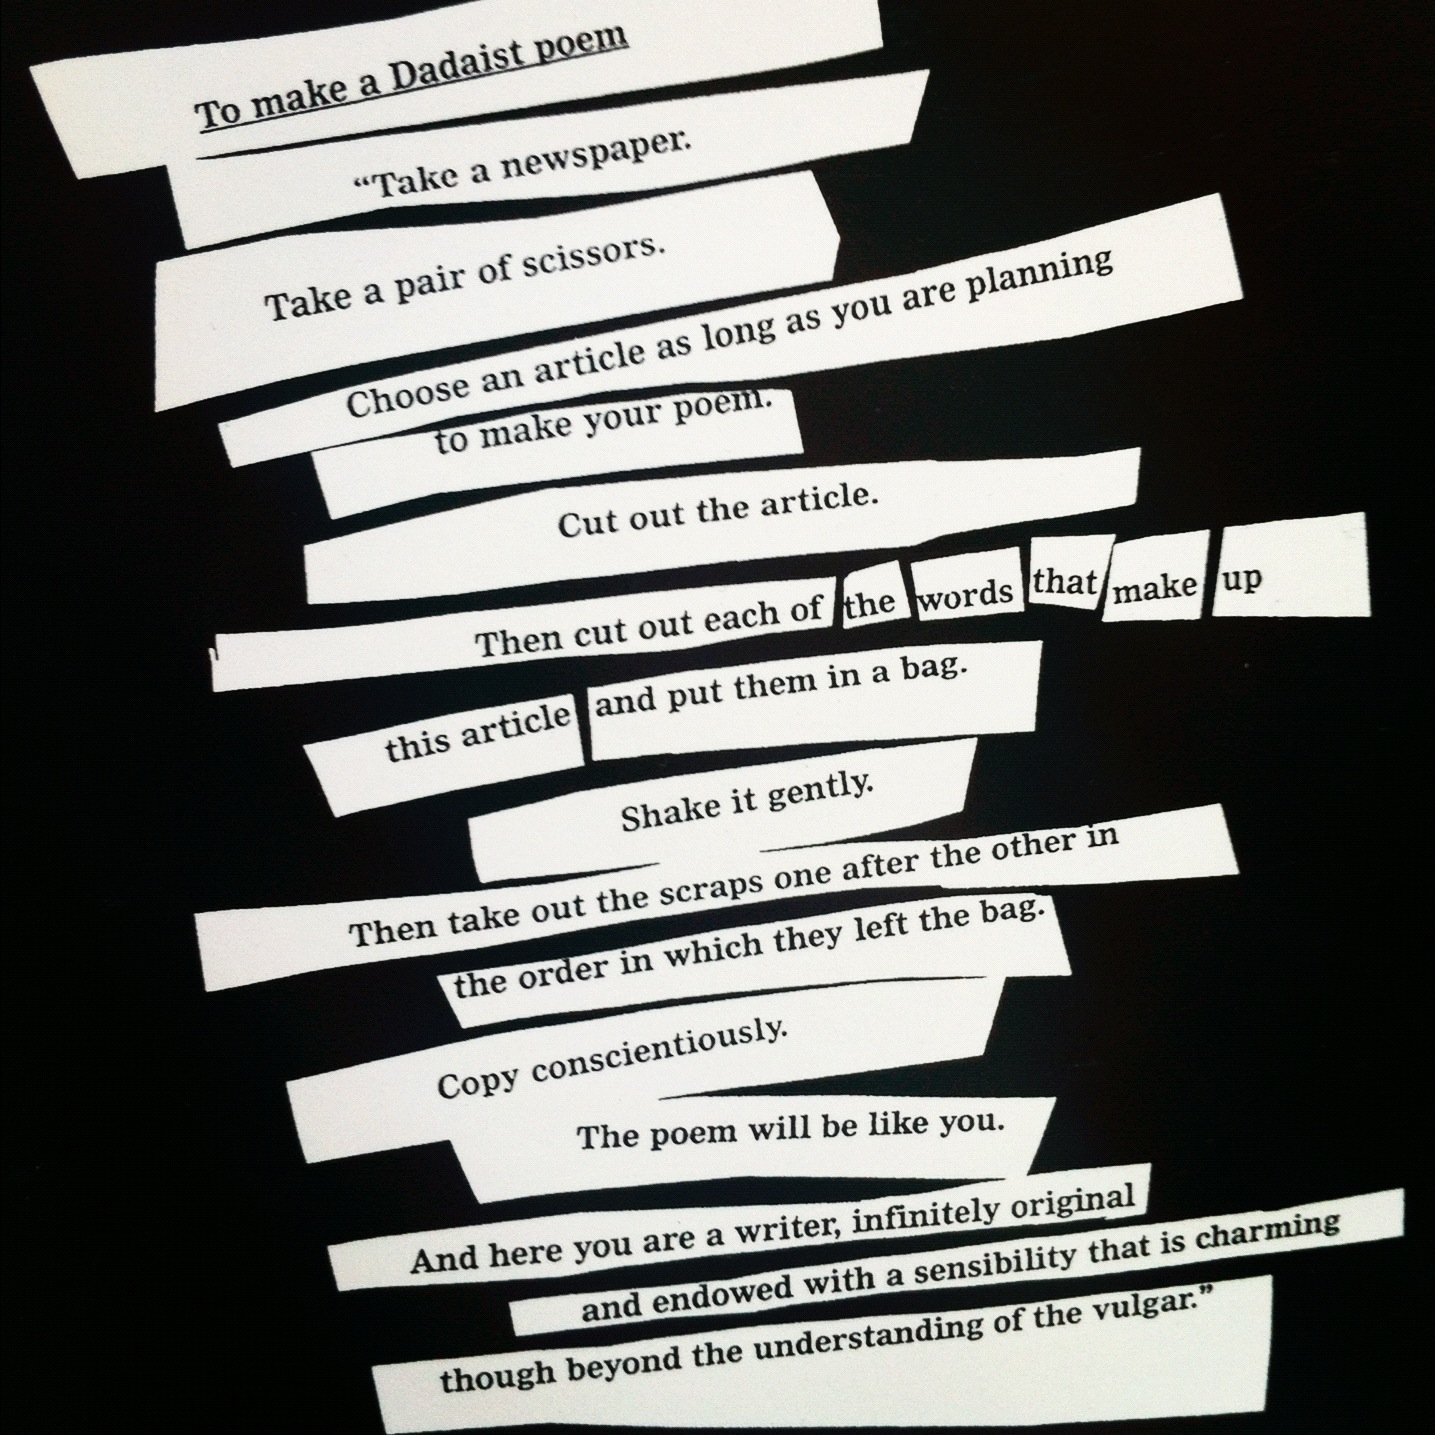 To make a Dadaist poem
“Take a newspaper.
Take a pair of scissors.
Choose an article as long as you are planning
to make your poem.
Cut out the article.
Then cut out each of the words that make up
this article and put them in a bag.
Shake it gently.
Then take out the scraps one after the other in
the order in which they left the bag.
Copy conscientiously.
The poem will be like you.
And here you are a writer, infinitely original
and endowed with a sensibility that is charming
though beyond the understanding of the vulgar.”